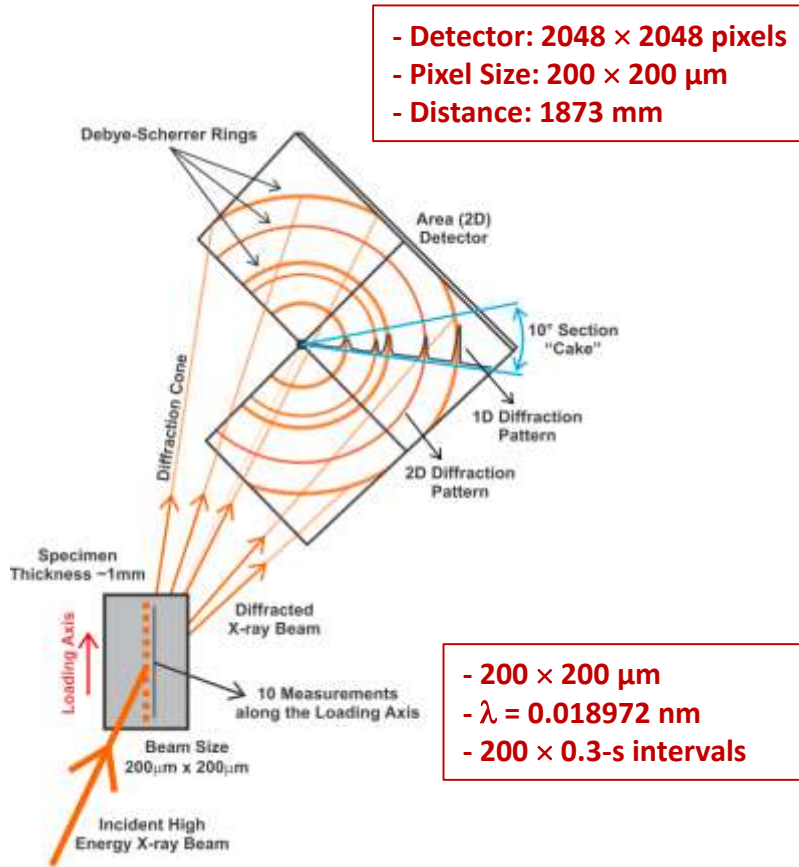 - Detector: 2048 × 2048 pixels
- Pixel Size: 200 × 200 µm
- Distance: 1873 mm
Debye-Scherrer Rings
Area (2D)
Detector
10° Section
"Cake"
1D Diffraction
Pattern
2D Diffraction
Pattern
Diffraction Cone
Specimen
Thickness ~1mm
Diffracted
X-ray Beam
Loading Axis
10 Measurements
along the Loading Axis
Beam Size
200µm x 200µm
Incident High
Energy X-ray Beam
- 200 × 200 µm
- λ = 0.018972 nm
- 200 × 0.3-s intervals